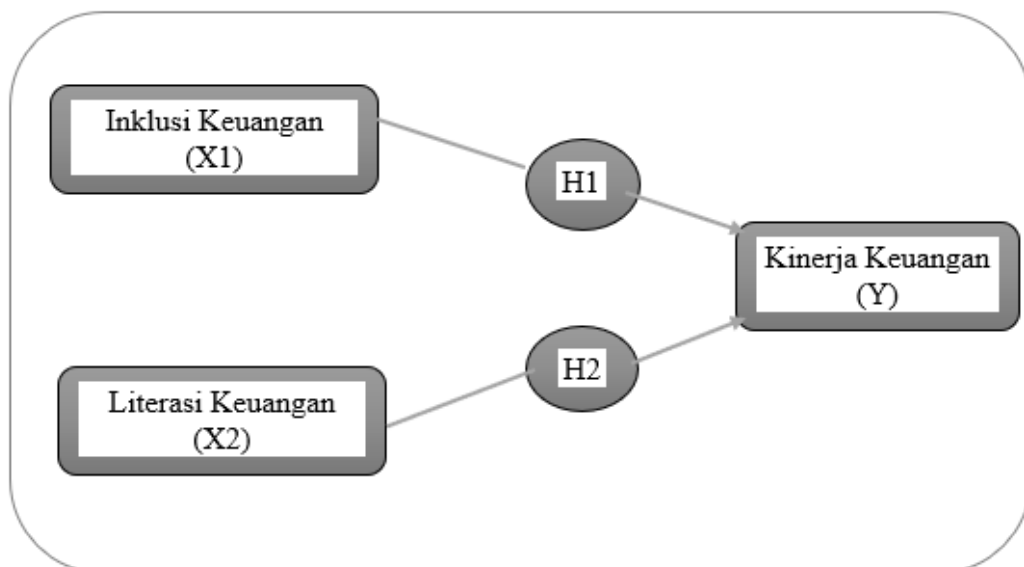 Inklusi Keuangan
(X1)
H1
Kinerja Keuangan
(Y)
H2
Literasi Keuangan
(X2)